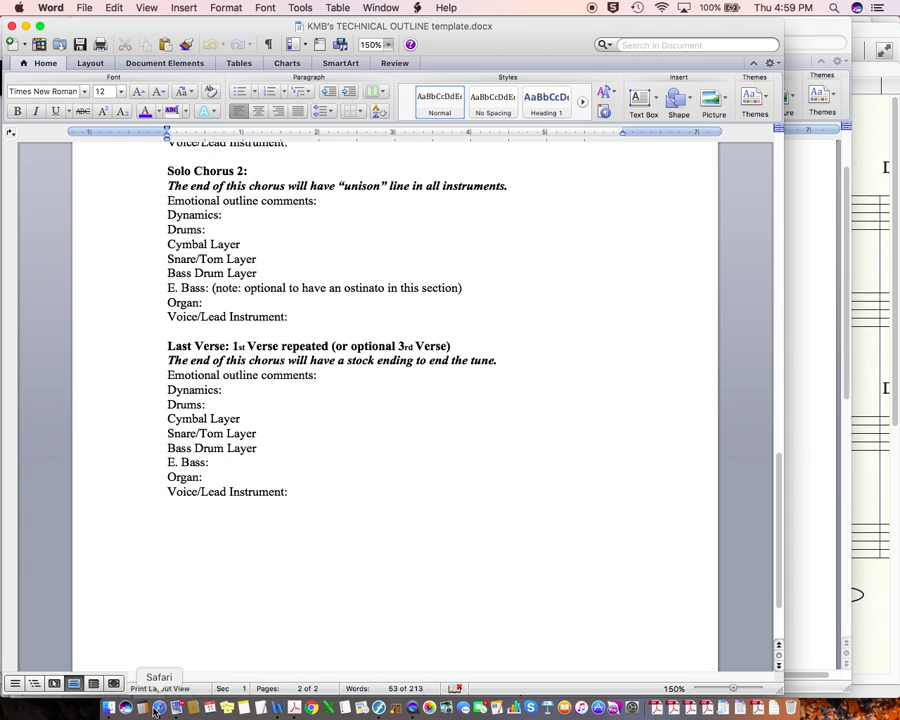 Word File Edit View Insert Format Font Tools Table Window Help 100% Thu 4:59 PM
KMB's TECHNICAL OUTLINE template.docx
150% Search in Document
Home Layout Document Elements Tables Charts SmartArt Review
Font Paragraph Styles Insert Themes Themes
Times New Roman 12 AaBbCcDdEe AaBbCcDdEe AaBbCcDd
Normal No Spacing Heading 1 Text Box Shape Picture Themes Themes
Voice/Lead Instrument:
Solo Chorus 2:
The end of this chorus will have “unison” line in all instruments.
Emotional outline comments:
Dynamics:
Drums:
Cymbal Layer
Snare/Tom Layer
Bass Drum Layer
E. Bass: (note: optional to have an ostinato in this section)
Organ:
Voice/Lead Instrument:
Last Verse: 1st Verse repeated (or optional 3rd Verse)
The end of this chorus will have a stock ending to end the tune.
Emotional outline comments:
Dynamics:
Drums:
Cymbal Layer
Snare/Tom Layer
Bass Drum Layer
E. Bass:
Organ:
Voice/Lead Instrument:
Safari
Print Layout View Sec 1 Pages: 2 of 2 Words: 53 of 213 150%